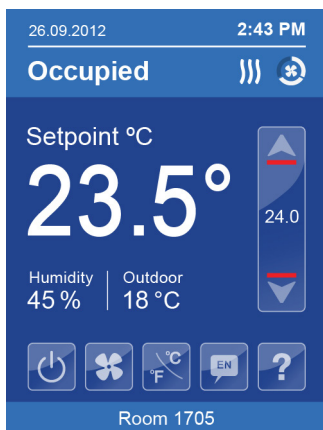 26.09.2012 2:43 PM
Occupied
Setpoint ºC
23.5°
24.0
Humidity Outdoor
45 % 18 °C
°F °C EN ?
Room 1705